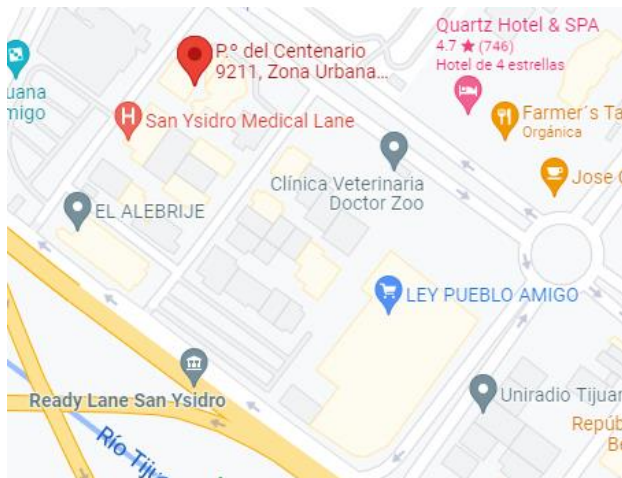 Quartz Hotel & SPA
4.7 ★ (746)
Hotel de 4 estrellas
P.º del Centenario
9211, Zona Urbana...
uana
migo
H
San Ysidro Medical Lane
Farmer´s Ta
Orgánica
Clínica Veterinaria
Doctor Zoo
Jose
EL ALEBRIJE
LEY PUEBLO AMIGO
Ready Lane San Ysidro
Uniradio Tijuar
Repúb
Be
Río Tiju